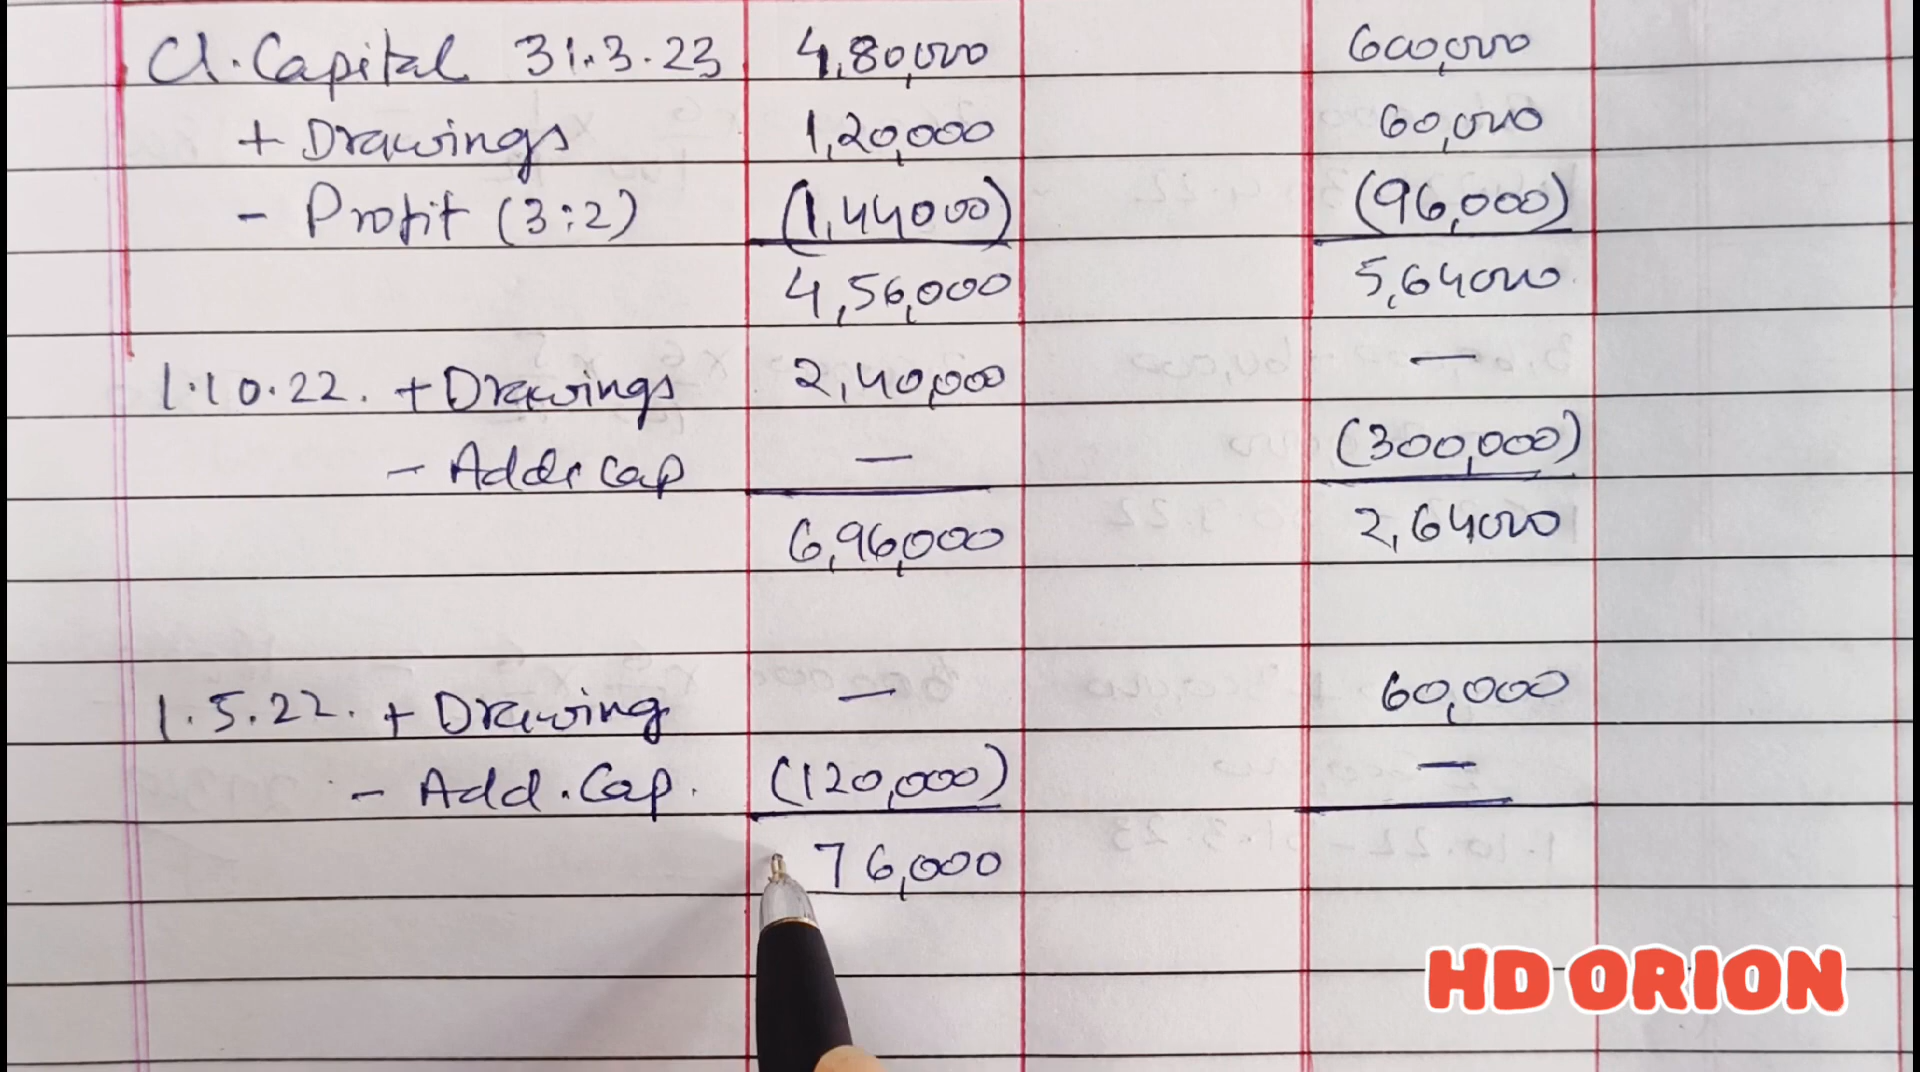 Cl. Capital 31.3.23 4,80,000 600,000
+ Drawings 1,20,000 60,000
- Profit (3:2) (1,44000) (96,000)
4,56,000 5,64000
1.10.22. + Drawings 2,40,000 —
- Addi Cap — (300,000)
6,96,000 2,64000
1.5.22. + Drawing — 60,000
- Add. Cap. (120,000) —
76,000
HD ORION